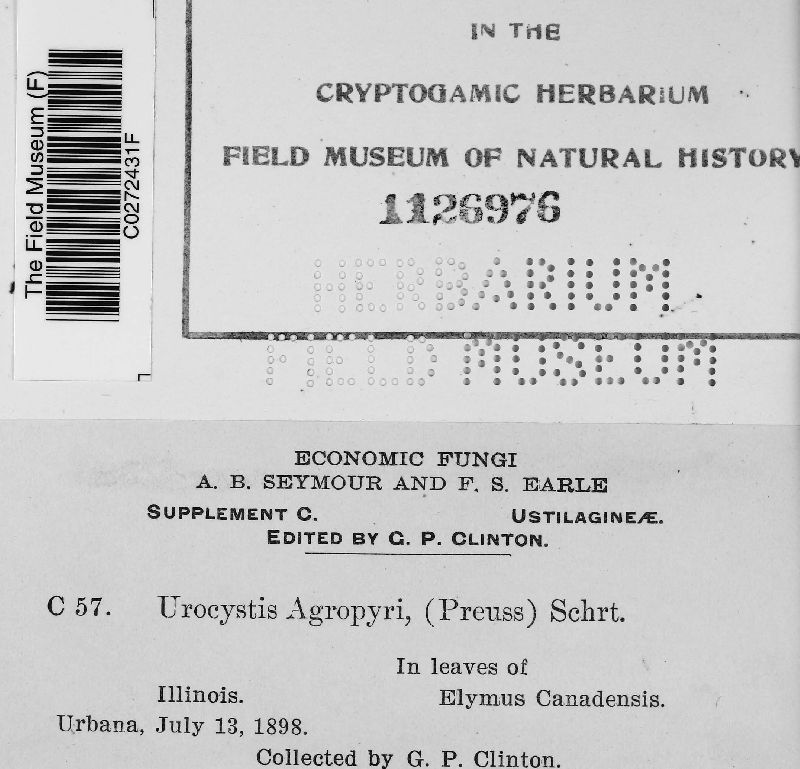 The Field Museum (F)
C0272431F
IN THE
CRYPTOGAMIC HERBARIUM
FIELD MUSEUM OF NATURAL HISTORY
1126976
HERBARIUM
FIELD MUSEUM
ECONOMIC FUNGI
A. B. SEYMOUR AND F. S. EARLE
SUPPLEMENT C. USTILAGINEÆ.
EDITED BY G. P. CLINTON.
C 57. Urocystis Agropyri, (Preuss) Schrt.
In leaves of
Illinois. Elymus Canadensis.
Urbana, July 13, 1898.
Collected by G. P. Clinton.